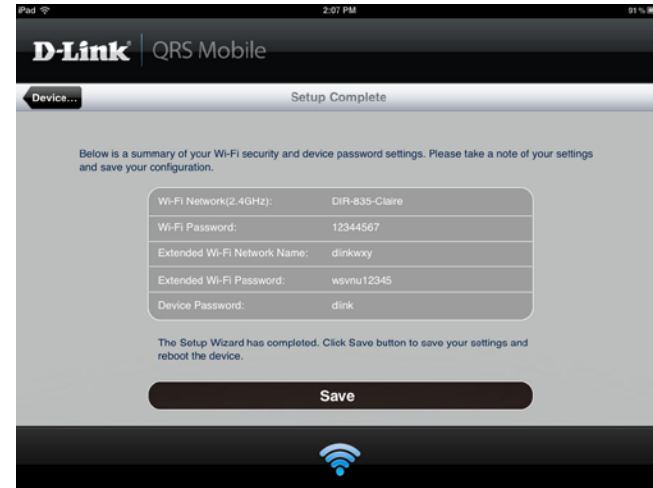 iPad 2:07 PM 91 %
D-Link QRS Mobile
Device... Setup Complete
Below is a summary of your Wi-Fi security and device password settings. Please take a note of your settings
and save your configuration.
Wi-Fi Network(2.4GHz): DIR-835-Claire
Wi-Fi Password: 12344567
Extended Wi-Fi Network Name: dlinkwxy
Extended Wi-Fi Password: wsvnu12345
Device Password: dlink
The Setup Wizard has completed. Click Save button to save your settings and
reboot the device.
Save